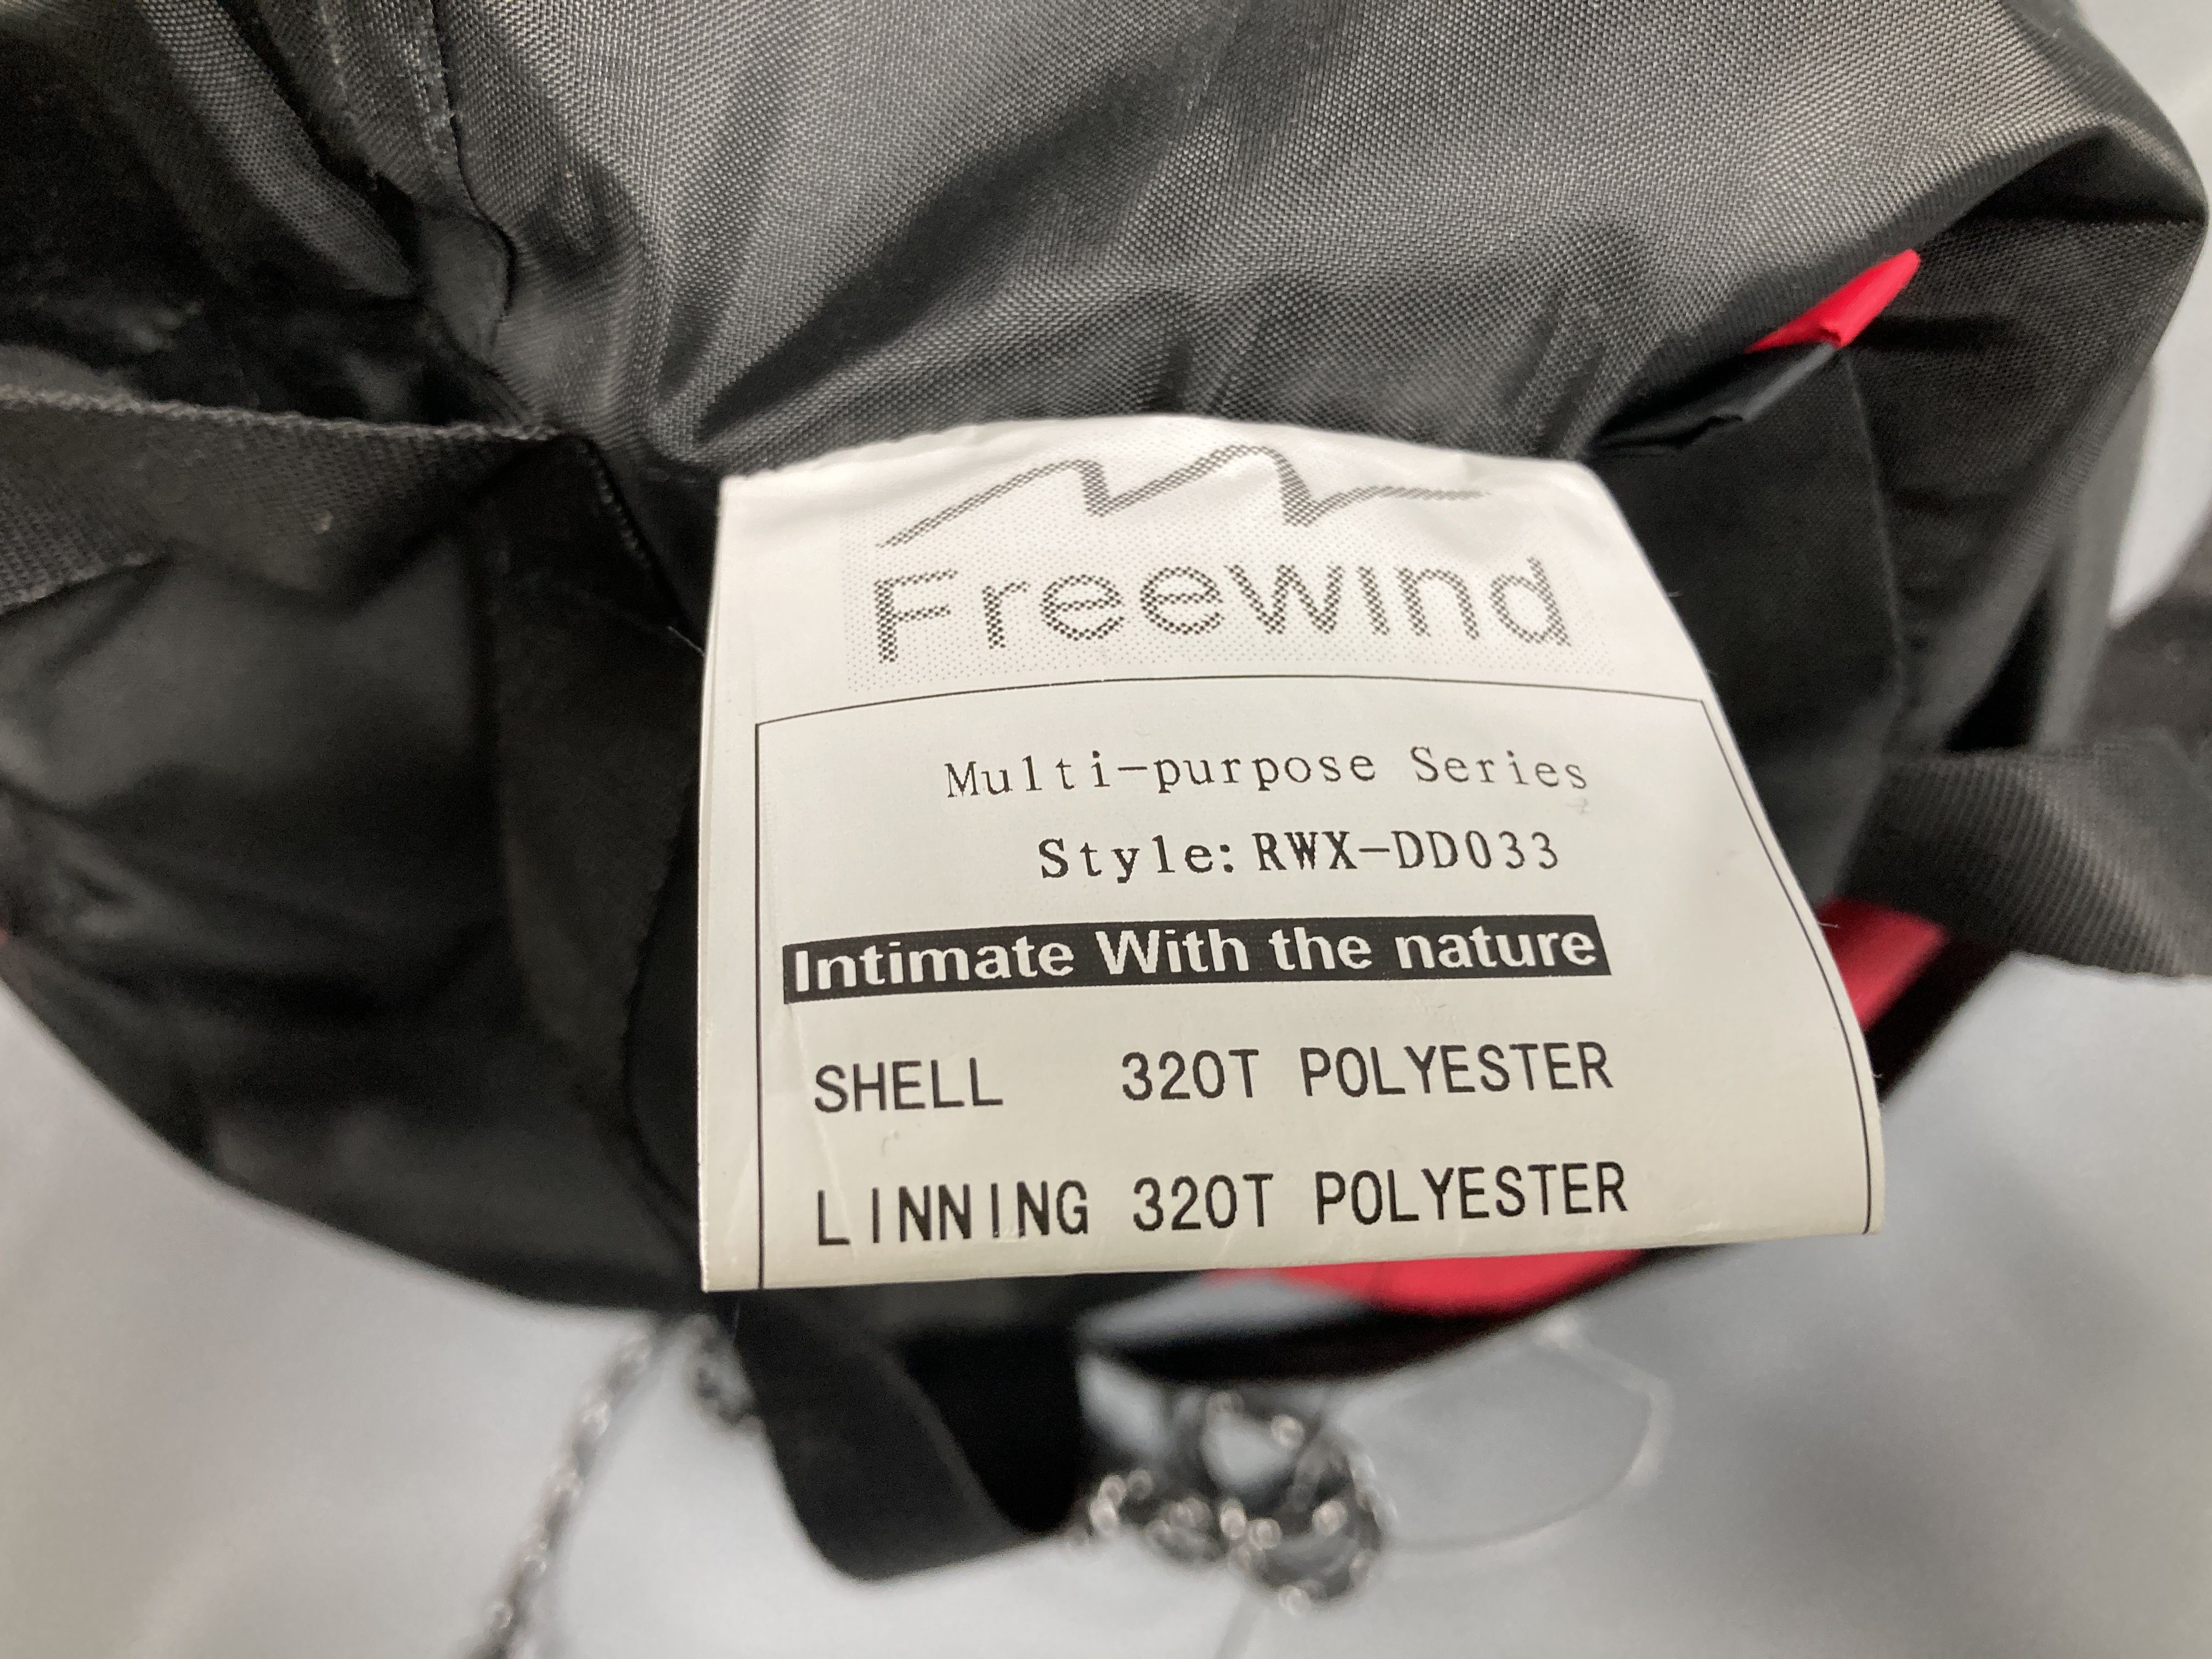 Freewind
Multi-purpose Series
Style:RWX-DD033
Intimate With the nature
SHELL 320T POLYESTER
LINNING 320T POLYESTER